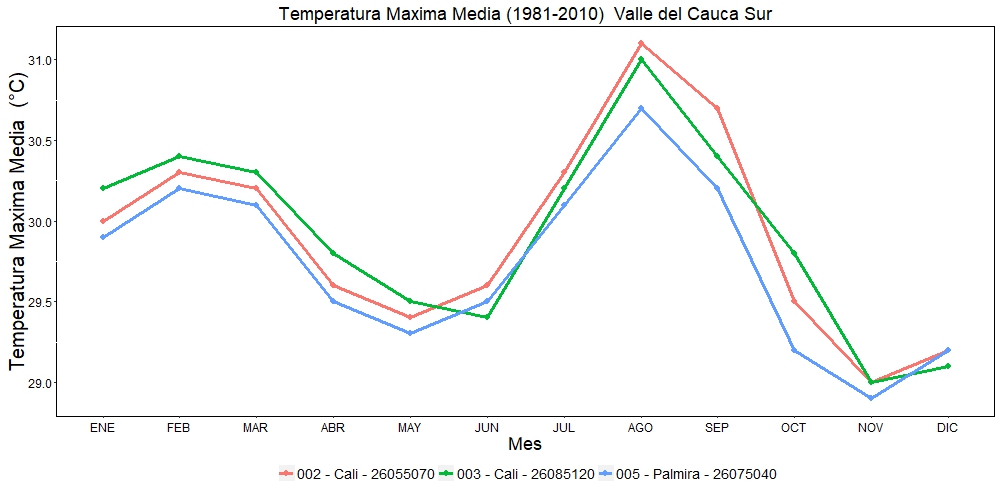 Temperatura Maxima Media (1981-2010)  Valle del Cauca Sur
Temperatura Maxima Media  (°C)
31.0
30.5
30.0
29.5
29.0
ENE FEB MAR ABR MAY JUN JUL AGO SEP OCT NOV DIC
Mes
002 - Cali - 26055070 003 - Cali - 26085120 005 - Palmira - 26075040